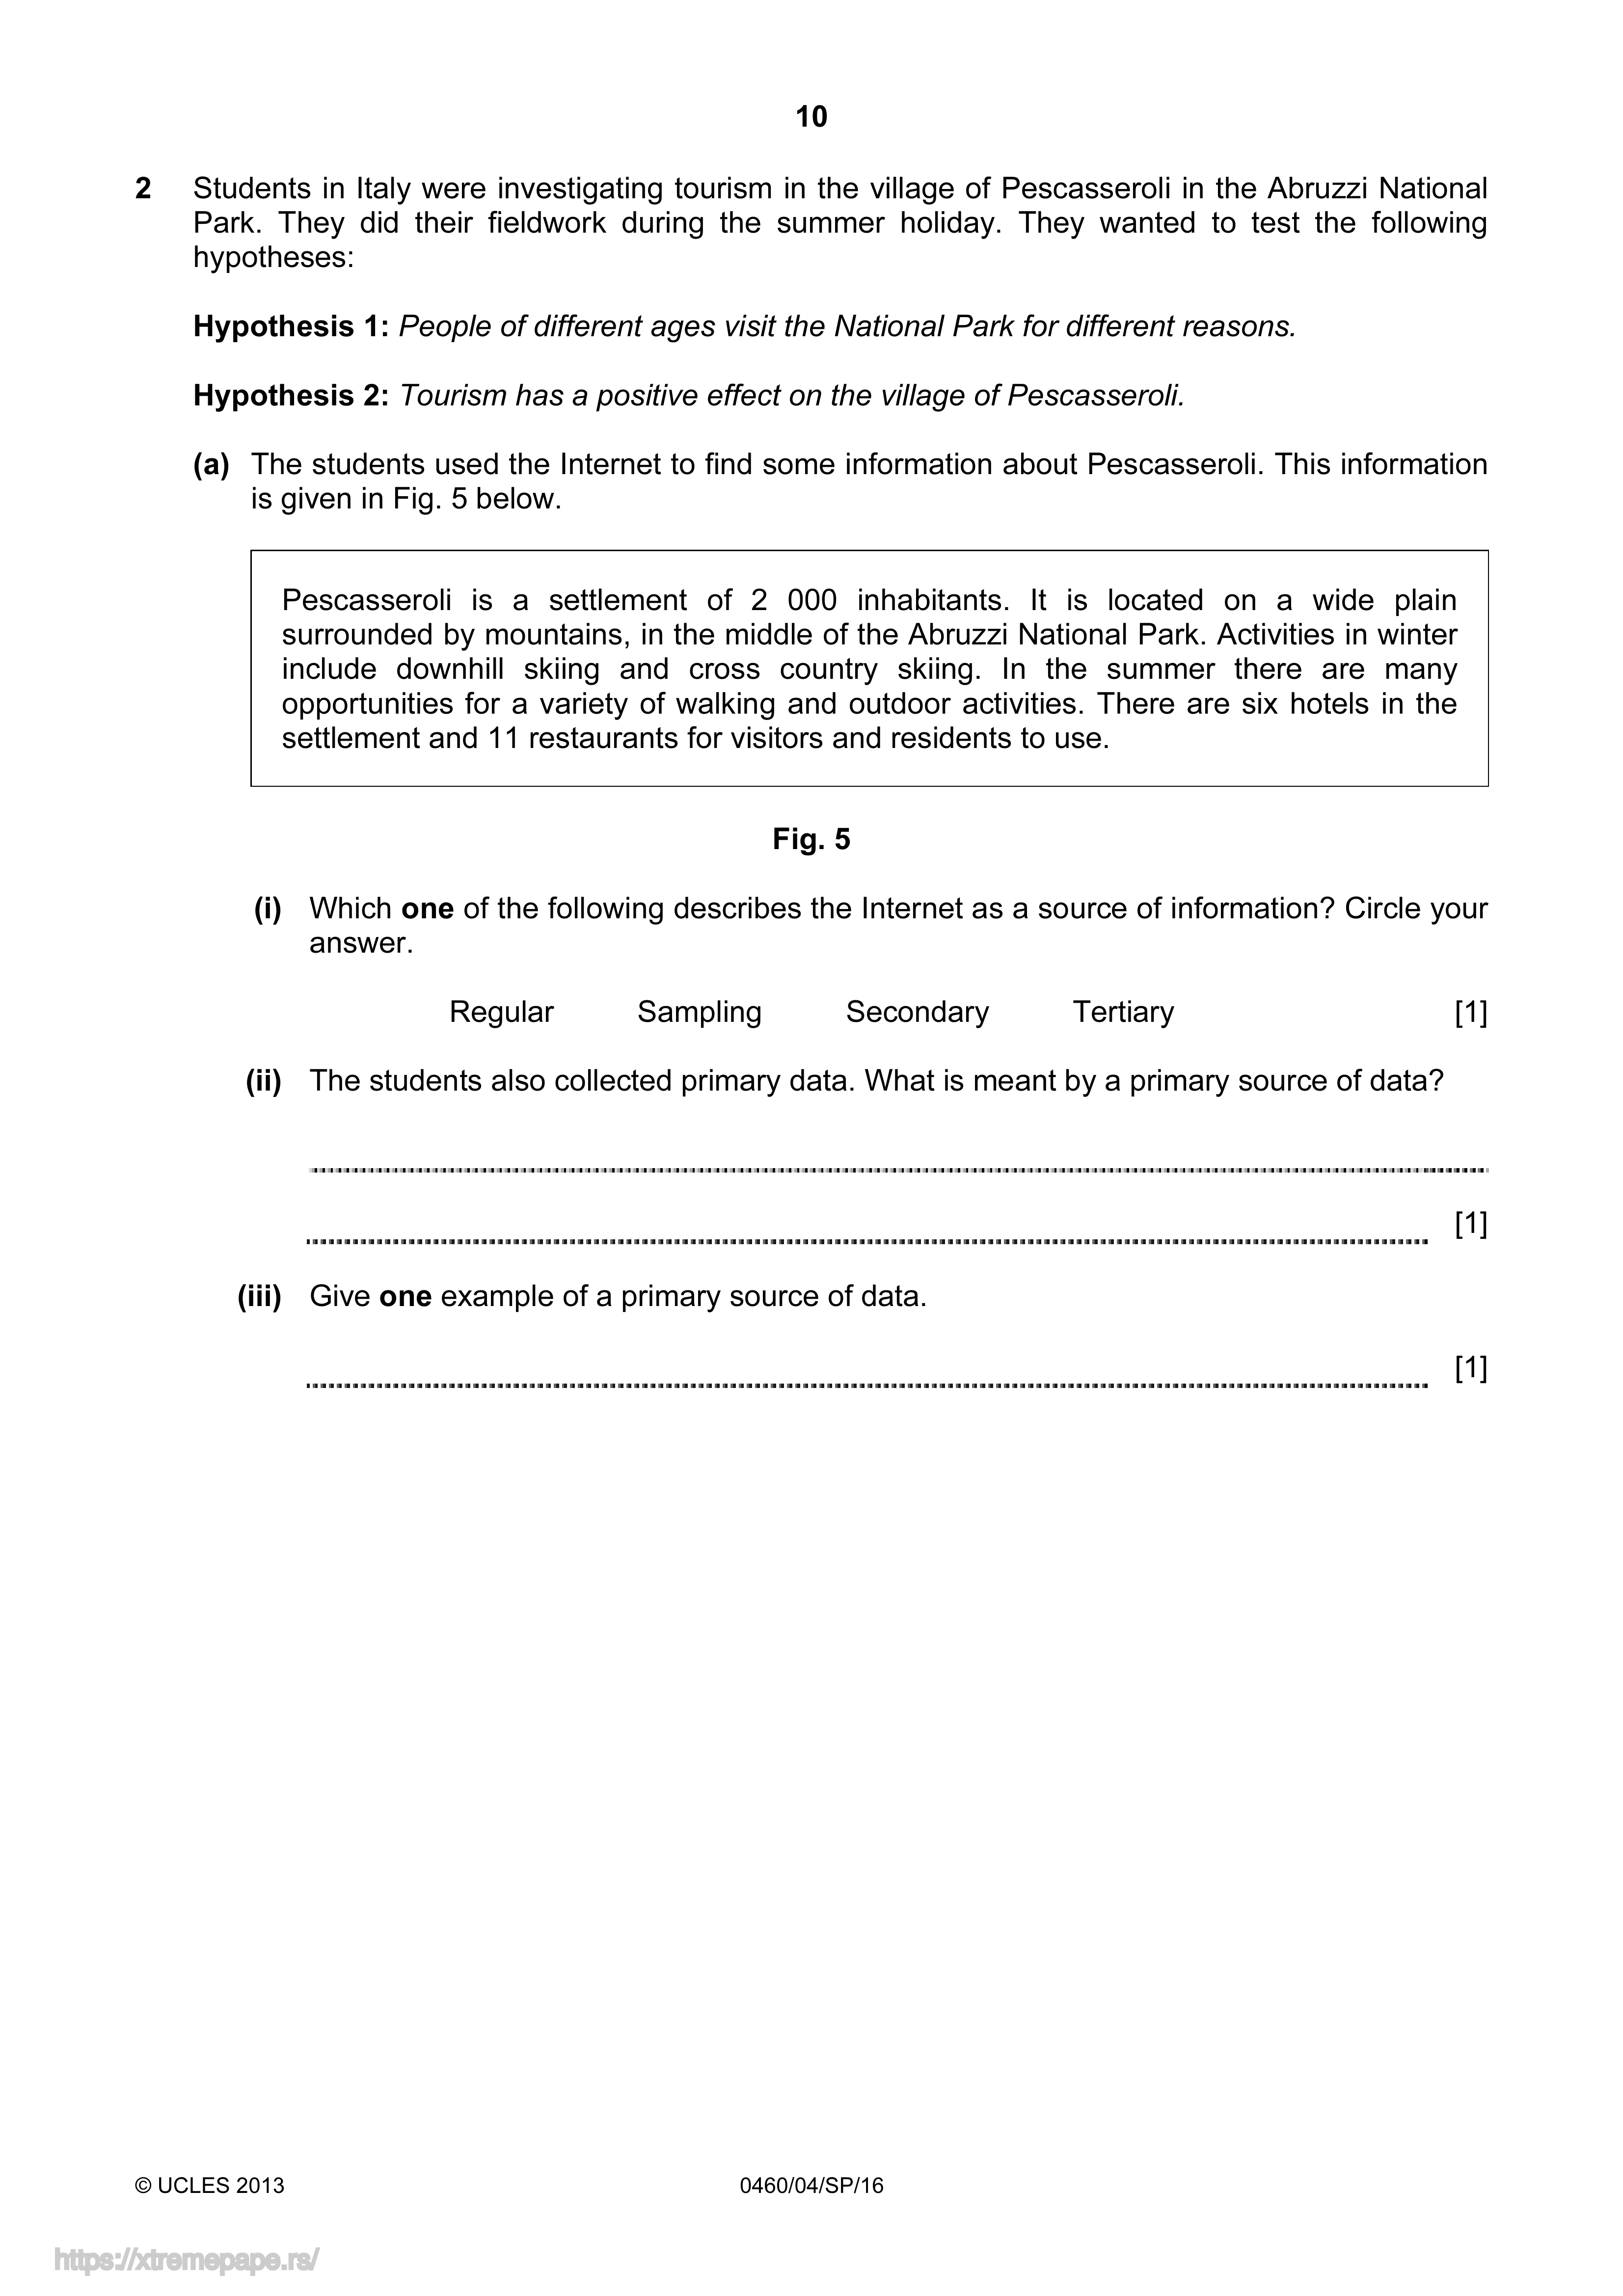 10
2 Students in Italy were investigating tourism in the village of Pescasseroli in the Abruzzi National
Park. They did their fieldwork during the summer holiday. They wanted to test the following
hypotheses:
Hypothesis 1: People of different ages visit the National Park for different reasons.
Hypothesis 2: Tourism has a positive effect on the village of Pescasseroli.
(a) The students used the Internet to find some information about Pescasseroli. This information
is given in Fig. 5 below.
Pescasseroli is a settlement of 2 000 inhabitants. It is located on a wide plain
surrounded by mountains, in the middle of the Abruzzi National Park. Activities in winter
include downhill skiing and cross country skiing. In the summer there are many
opportunities for a variety of walking and outdoor activities. There are six hotels in the
settlement and 11 restaurants for visitors and residents to use.
Fig. 5
(i) Which one of the following describes the Internet as a source of information? Circle your
answer.
Regular Sampling Secondary Tertiary [1]
(ii) The students also collected primary data. What is meant by a primary source of data?
[1]
(iii) Give one example of a primary source of data.
[1]
© UCLES 2013 0460/04/SP/16
https://xtremepape.rs/